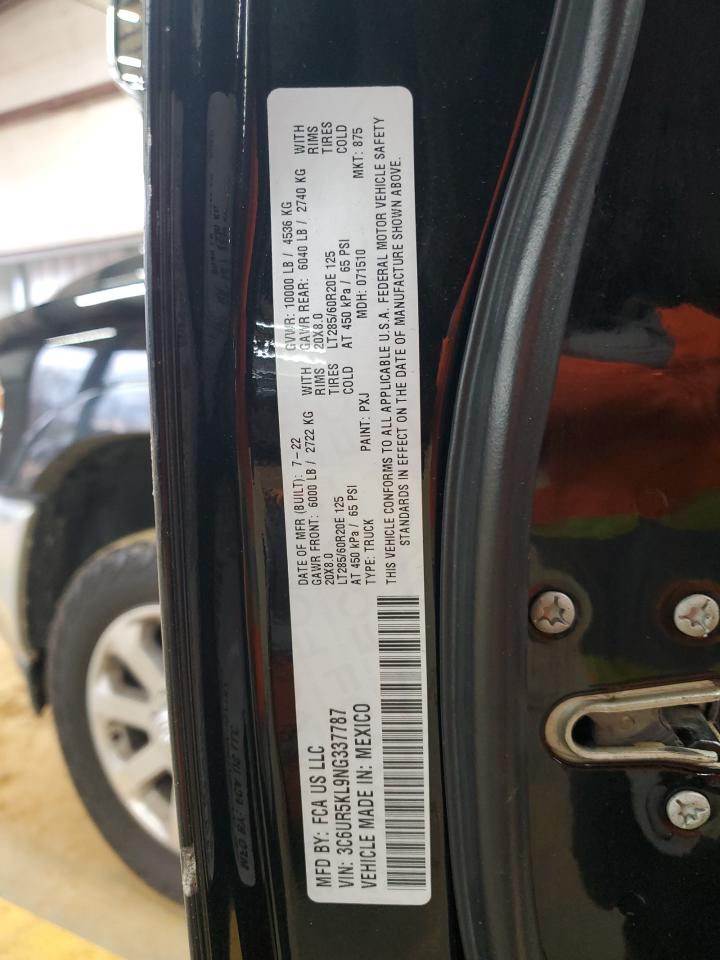 MFD BY: FCA US LLC
VIN: 3C6UR5KL9NG337787
VEHICLE MADE IN: MEXICO
DATE OF MFR (BUILT): 7-22 GVWR: 10000 LB / 4536 KG
GAWR FRONT: 6000 LB / 2722 KG WITH GAWR REAR: 6040 LB / 2740 KG WITH
20X8.0 RIMS 20X8.0 RIMS
LT285/60R20E 125 TIRES LT285/60R20E 125 TIRES
AT 450 kPa / 65 PSI COLD AT 450 kPa / 65 PSI COLD
TYPE: TRUCK PAINT: PXJ MDH: 071510 MKT: 875
THIS VEHICLE CONFORMS TO ALL APPLICABLE U.S.A. FEDERAL MOTOR VEHICLE SAFETY
STANDARDS IN EFFECT ON THE DATE OF MANUFACTURE SHOWN ABOVE.